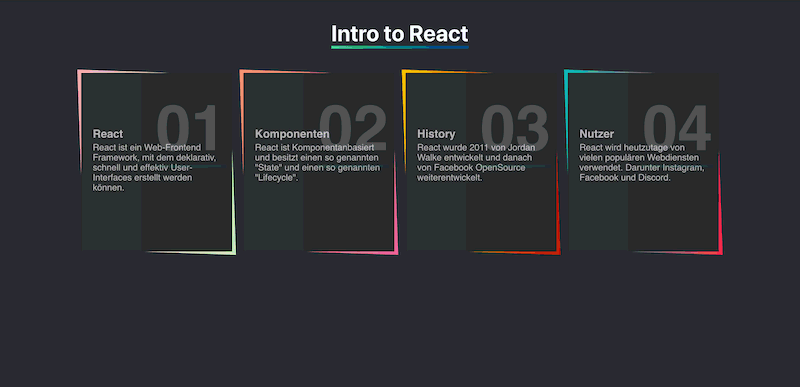 Intro to React
01
React
React ist ein Web-Frontend
Framework, mit dem deklarativ,
schnell und effektiv User-
Interfaces erstellt werden
können.
02
Komponenten
React ist Komponentanbasiert
und besitzt einen so genannten
"State" und einen so genannten
"Lifecycle".
03
History
React wurde 2011 von Jordan
Walke entwickelt und danach
von Facebook OpenSource
weiterentwickelt.
04
Nutzer
React wird heutzutage von
vielen populären Webdiensten
verwendet. Darunter Instagram,
Facebook und Discord.